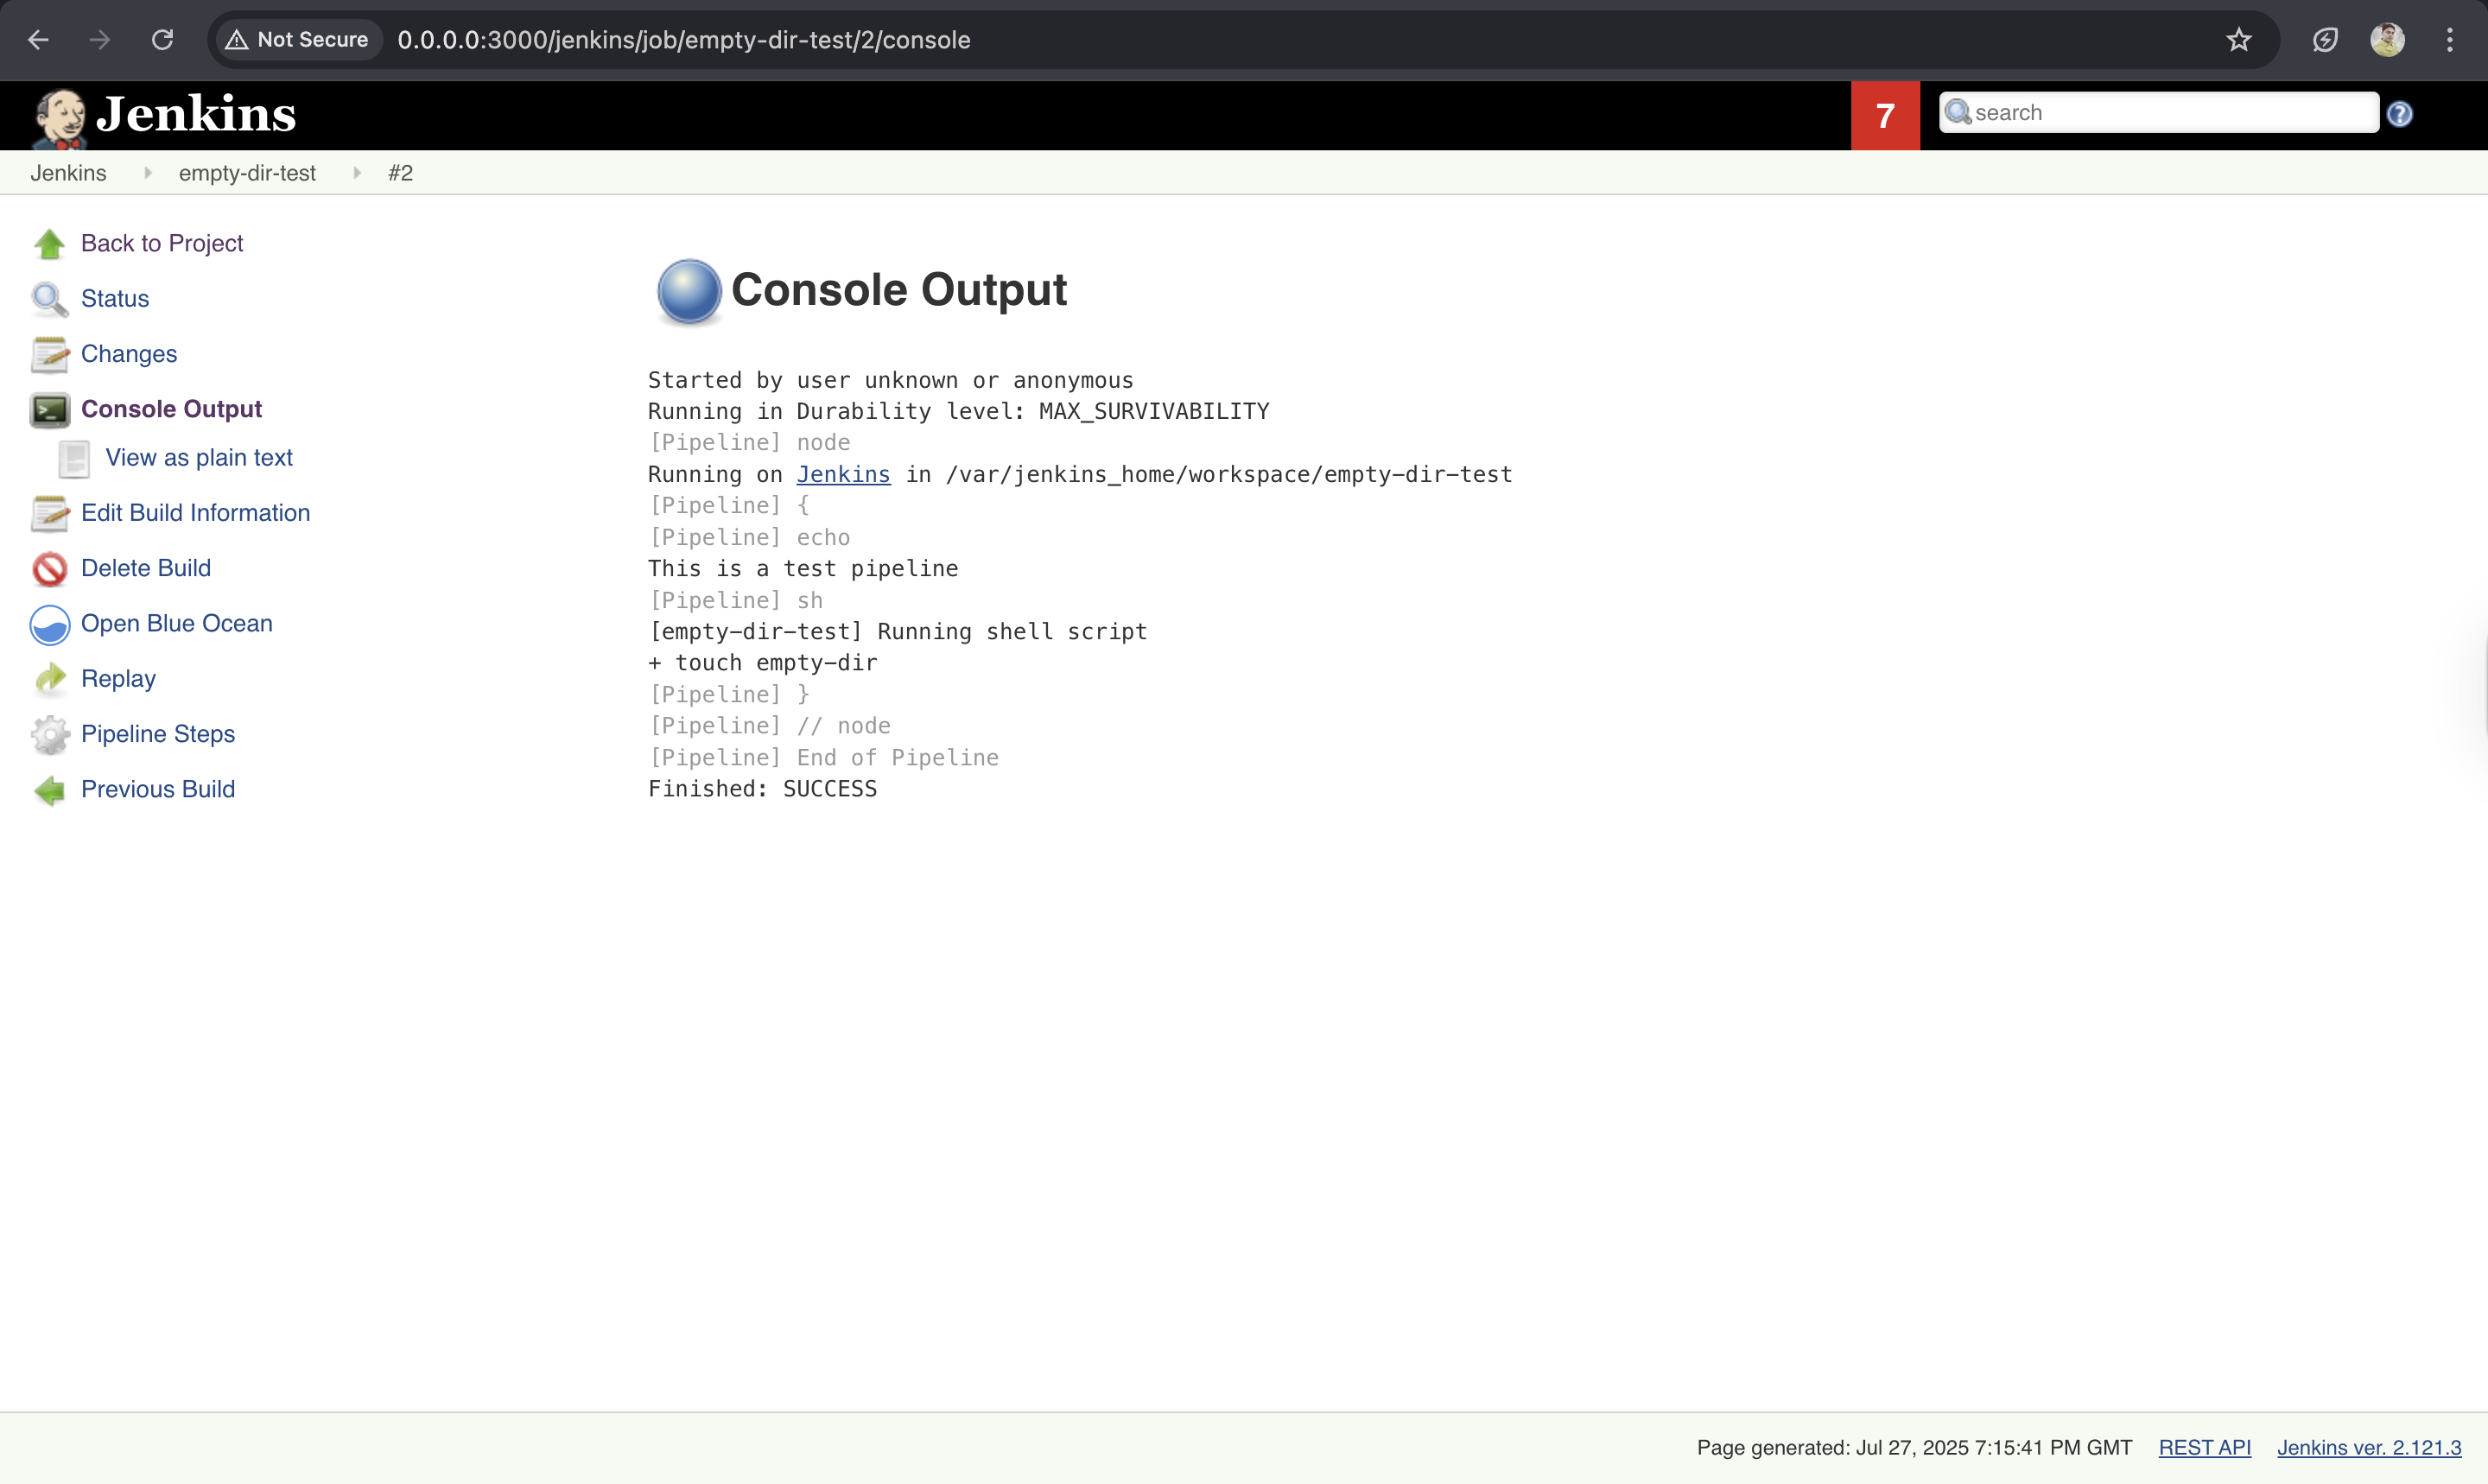 Not Secure
0.0.0.0:3000/jenkins/job/empty-dir-test/2/console
Jenkins
7
search
?
Jenkins
empty-dir-test
#2
Back to Project
Status
Changes
Console Output
View as plain text
Edit Build Information
Delete Build
Open Blue Ocean
Replay
Pipeline Steps
Previous Build
Console Output
Started by user unknown or anonymous
Running in Durability level: MAX_SURVIVABILITY
[Pipeline] node
Running on Jenkins in /var/jenkins_home/workspace/empty-dir-test
[Pipeline] {
[Pipeline] echo
This is a test pipeline
[Pipeline] sh
[empty-dir-test] Running shell script
+ touch empty-dir
[Pipeline] }
[Pipeline] // node
[Pipeline] End of Pipeline
Finished: SUCCESS
Page generated: Jul 27, 2025 7:15:41 PM GMT
REST API
Jenkins ver. 2.121.3